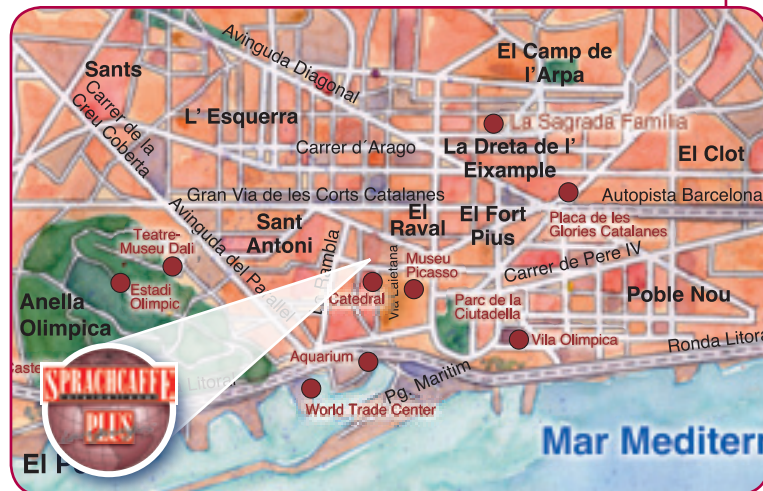 El Camp de
l'Arpa
Sants
Avinguda Diagonal
Carrer de la
Creu Coberta
L' Esquerra
La Sagrada Familia
Carrer d´Arago
La Dreta de l'
Eixample
El Clot
Gran Via de les Corts Catalanes
Autopista Barcelona
Avinguda del Paral·lel
Sant
Antoni
El
Raval
El Fort
Pius
Placa de les
Glories Catalanes
Teatre-
Museu Dali
La Rambla
Via Laietana
Museu
Picasso
Carrer de Pere IV
Estadi
Olimpic
Catedral
Parc de la
Ciutadella
Poble Nou
Anella
Olimpica
Vila Olimpica
Ronda Litoral
Aquarium
Caste
Litoral
Pg. Maritim
World Trade Center
SPRACHCAFFE
PLUS
Mar Mediterr
El